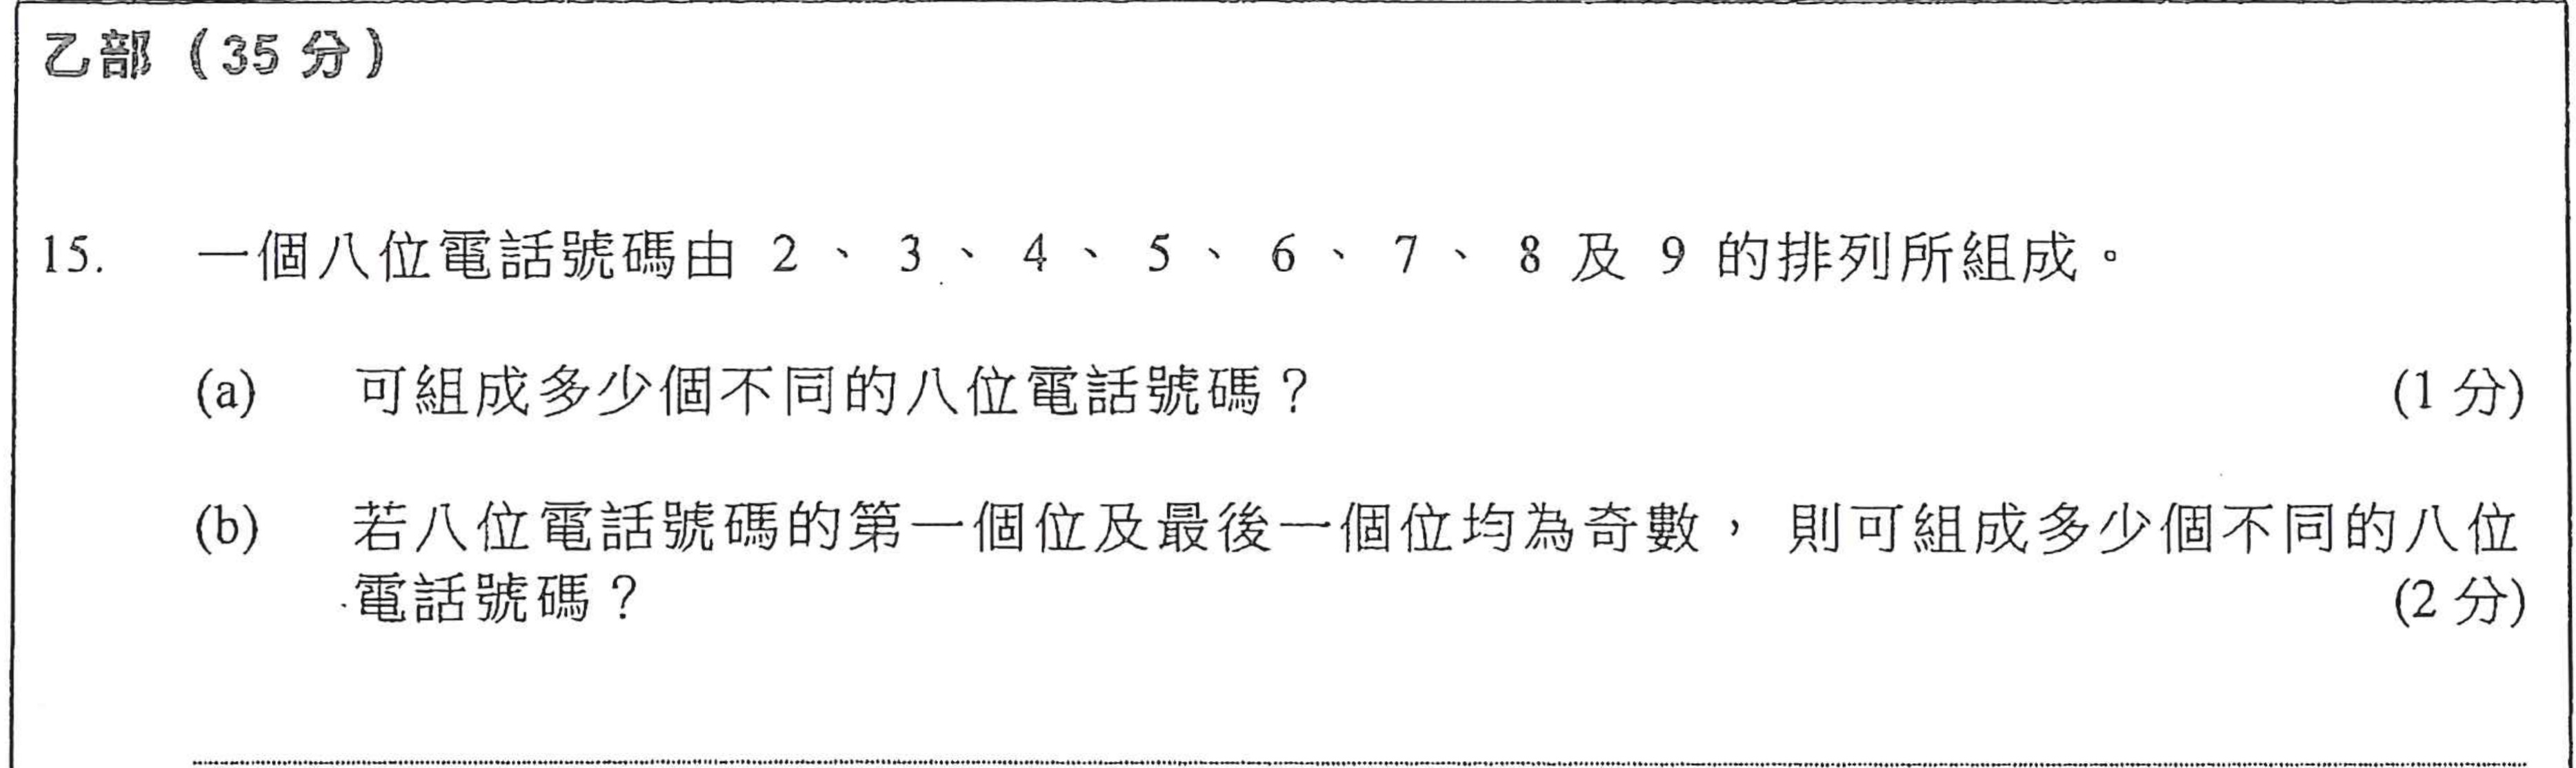 乙部 (35 分)
15. 一個八位電話號碼由 2、3、4、5、6、7、8 及 9 的排列所組成。
(a) 可組成多少個不同的八位電話號碼? (1 分)
(b) 若八位電話號碼的第一個位及最後一個位均為奇數，則可組成多少個不同的八位
電話號碼? (2 分)